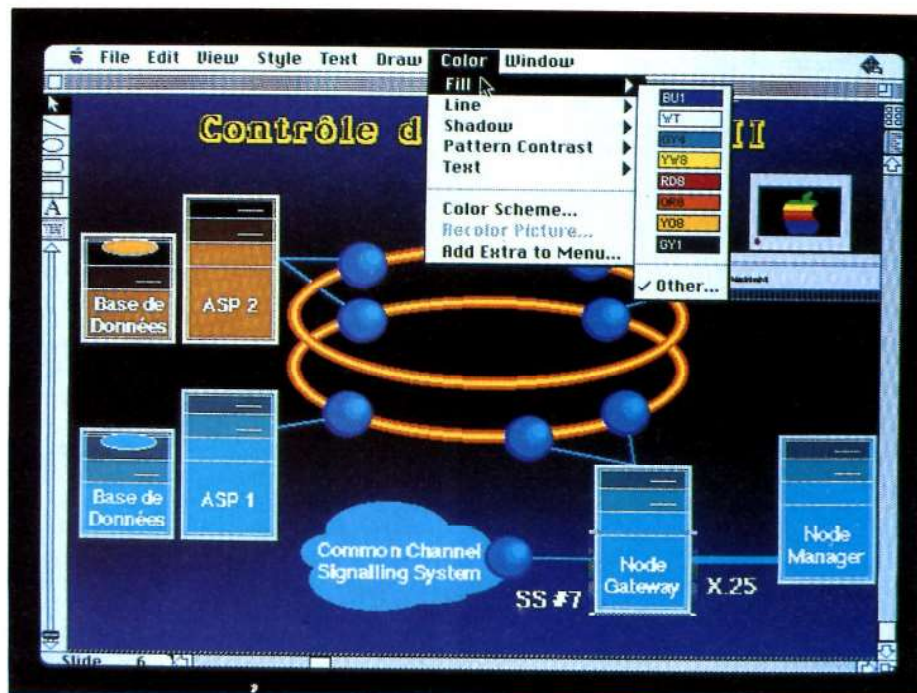 File Edit View Style Text Draw Color Window
Fill
Line
Shadow
Pattern Contrast
Text
Color Scheme...
Recolor Picture...
Add Extra to Menu...
BU1
WT
GY4
YW8
RD8
OR8
YO8
GY1
✓ Other...
Contrôle d II
A
Base de
Données
ASP 2
Base de
Données
ASP 1
Common Channel
Signalling System
SS #7
Node
Gateway
X.25
Node
Manager
Slide 6